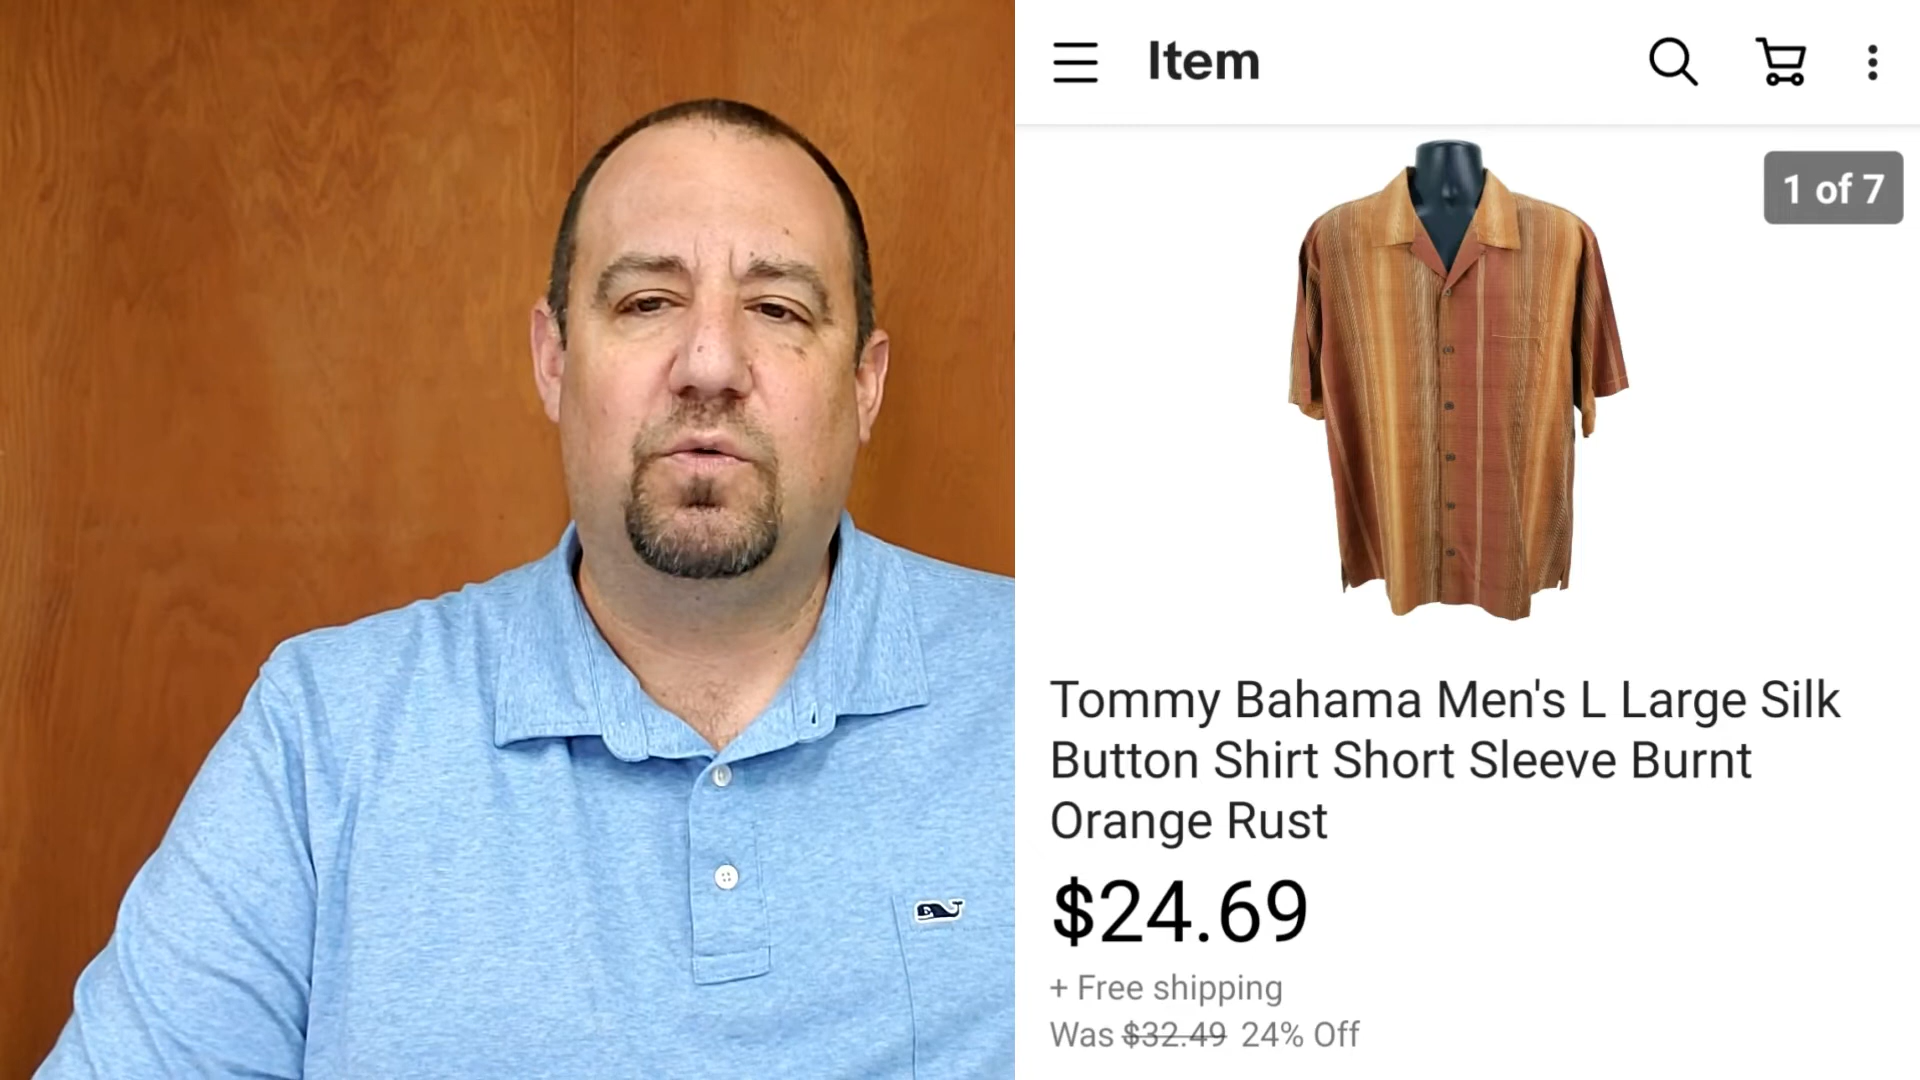 Item
1 of 7
Tommy Bahama Men's L Large Silk
Button Shirt Short Sleeve Burnt
Orange Rust
$24.69
+ Free shipping
Was $32.49 24% Off